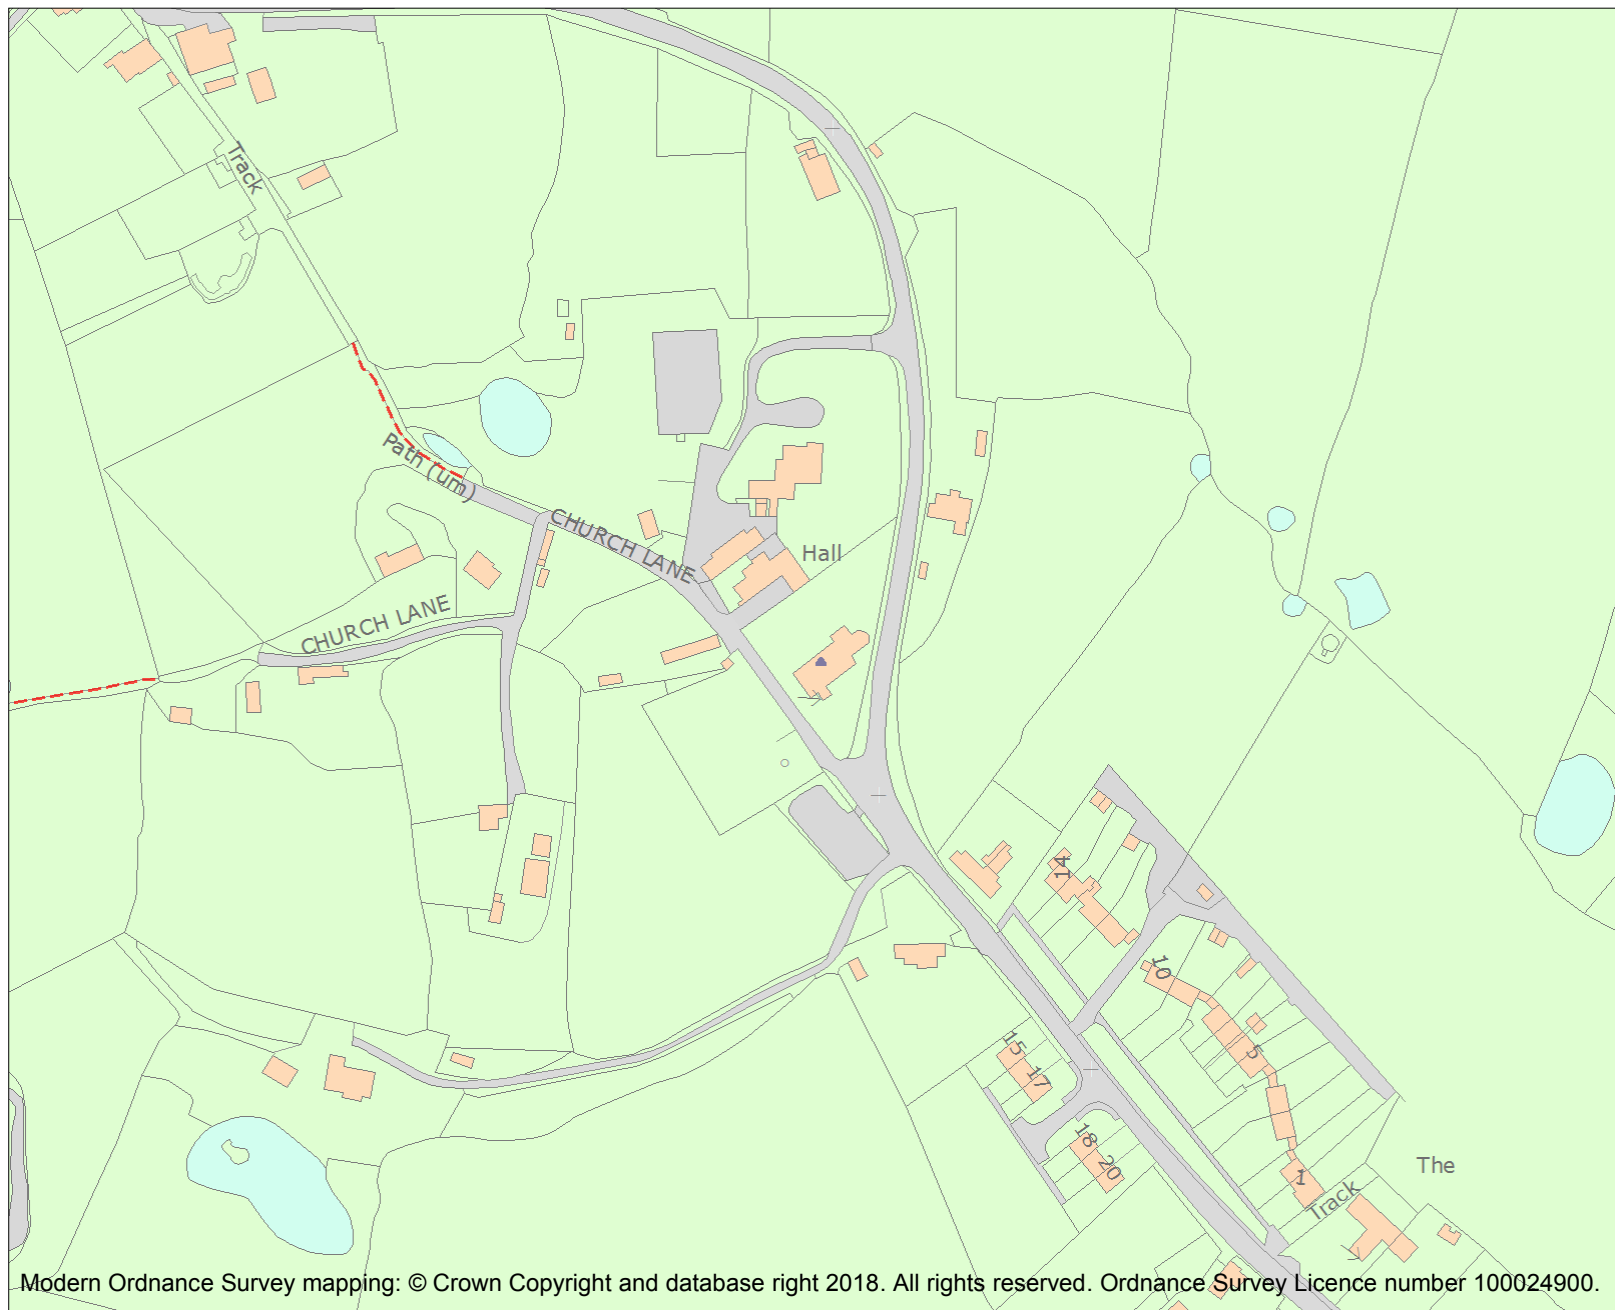 Track
Path (um)
CHURCH LANE
Hall
CHURCH LANE
14
10
5
15
17
18
20
1
The
Track
Modern Ordnance Survey mapping: © Crown Copyright and database right 2018. All rights reserved. Ordnance Survey Licence number 100024900.